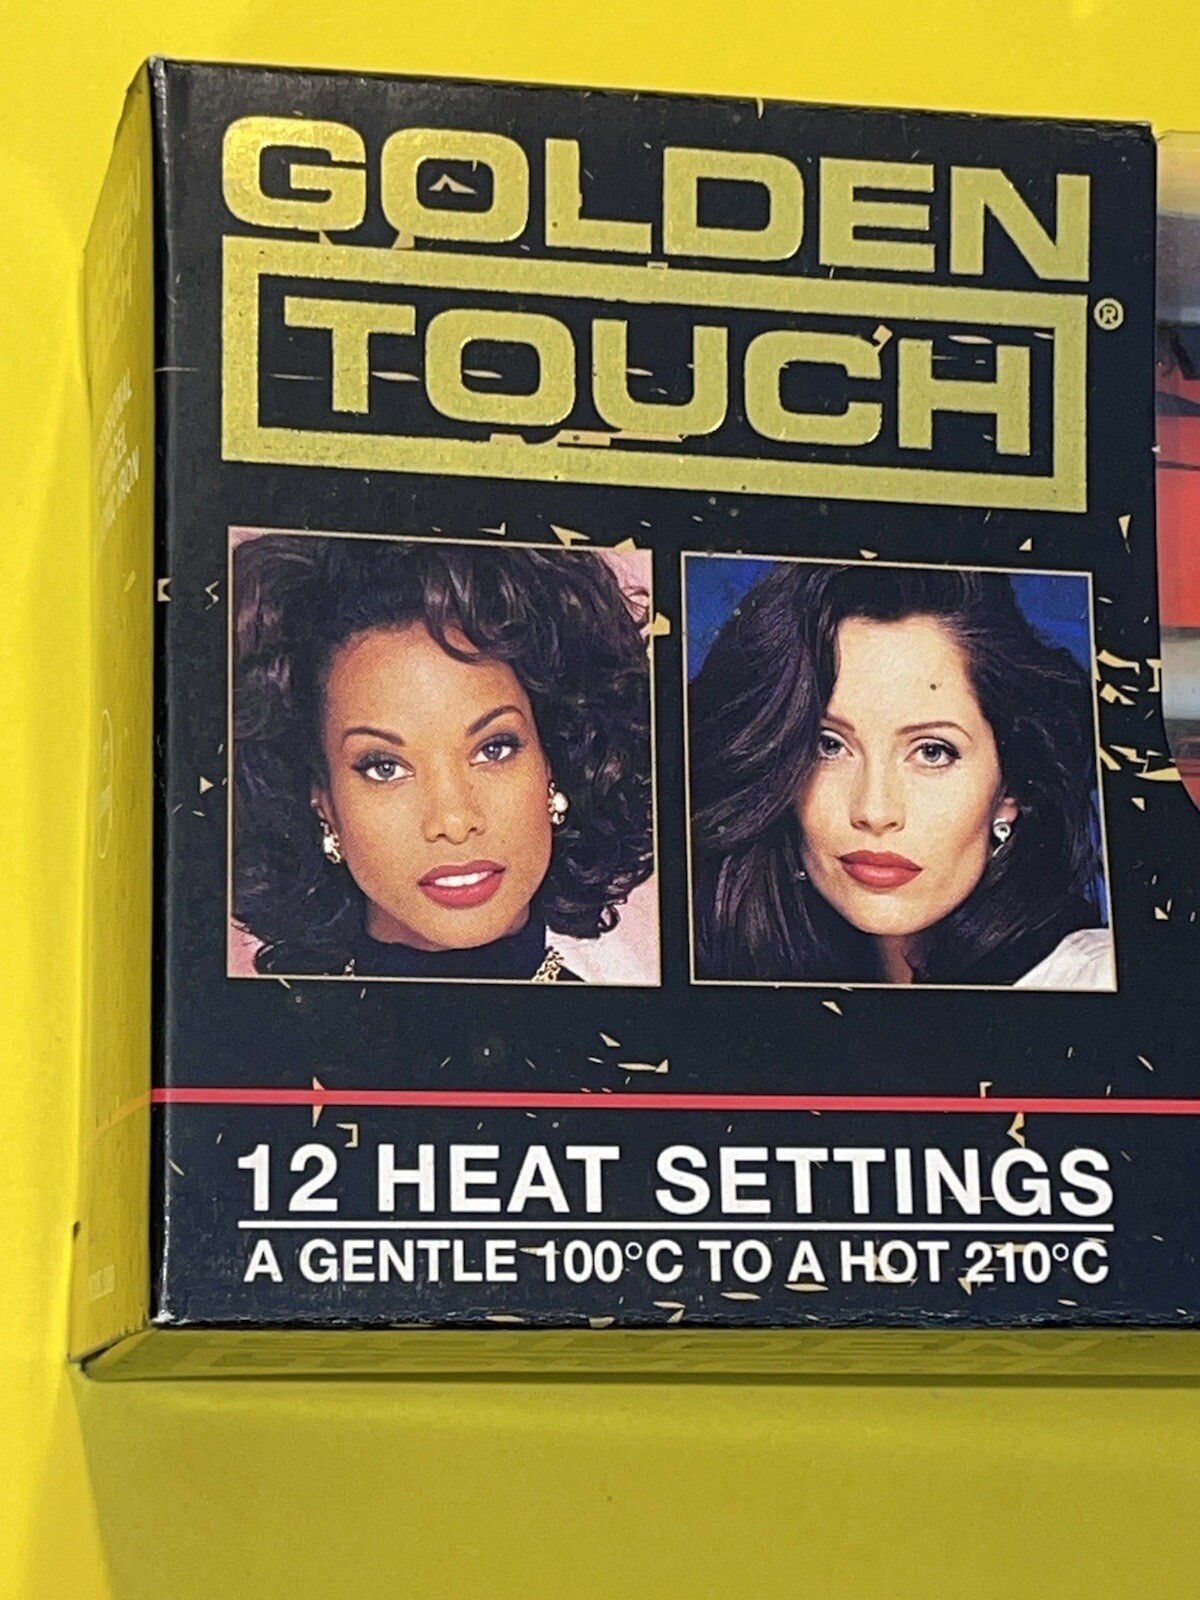 GOLDEN
TOUCH®
12 HEAT SETTINGS
A GENTLE 100°C TO A HOT 210°C